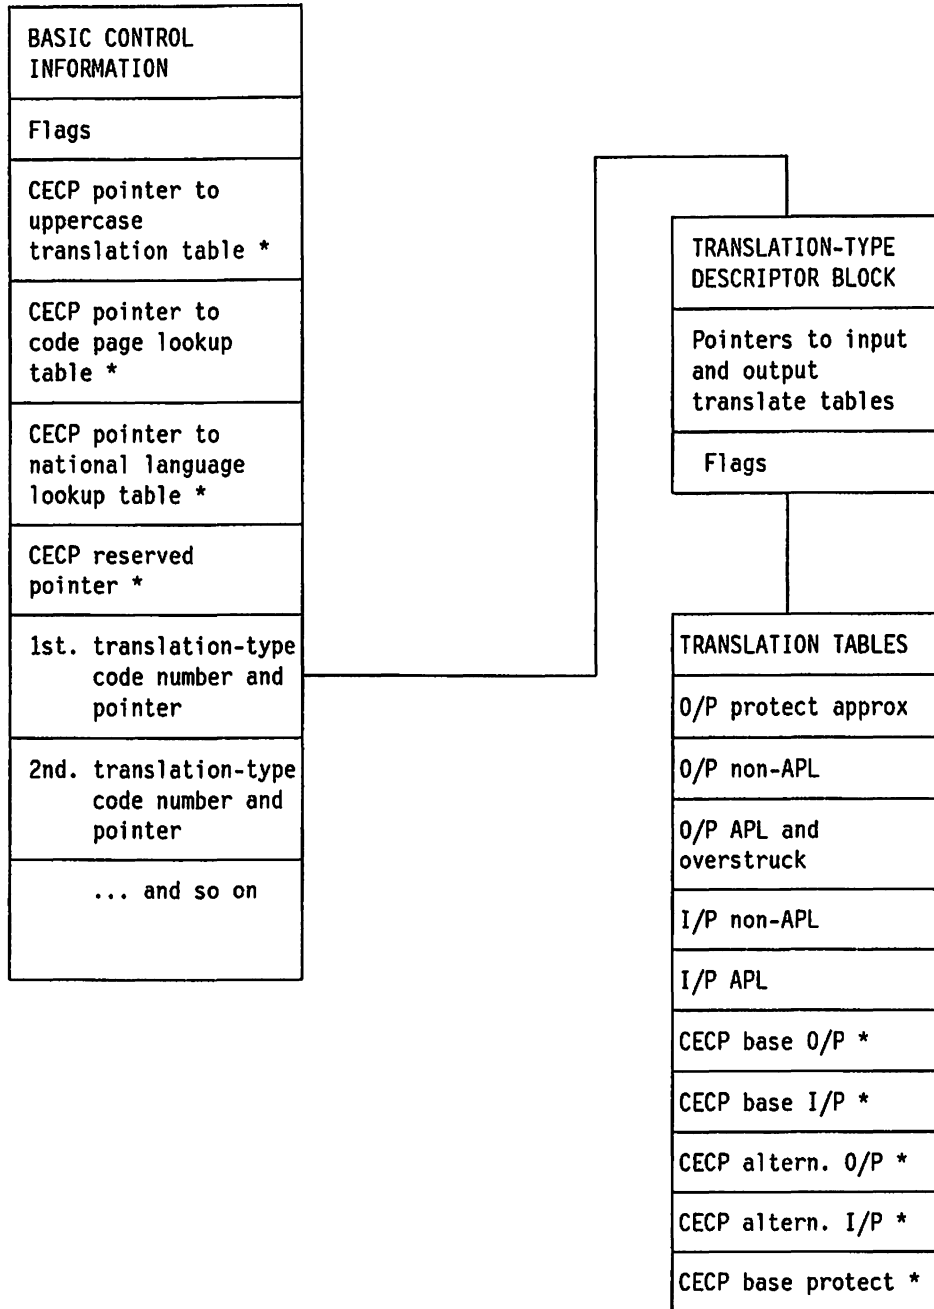 BASIC CONTROL
INFORMATION
Flags
CECP pointer to
uppercase
translation table *
CECP pointer to
code page lookup
table *
CECP pointer to
national language
lookup table *
CECP reserved
pointer *
1st. translation-type
code number and
pointer
2nd. translation-type
code number and
pointer
... and so on
TRANSLATION-TYPE
DESCRIPTOR BLOCK
Pointers to input
and output
translate tables
Flags
TRANSLATION TABLES
O/P protect approx
O/P non-APL
O/P APL and
overstruck
I/P non-APL
I/P APL
CECP base O/P *
CECP base I/P *
CECP altern. O/P *
CECP altern. I/P *
CECP base protect *